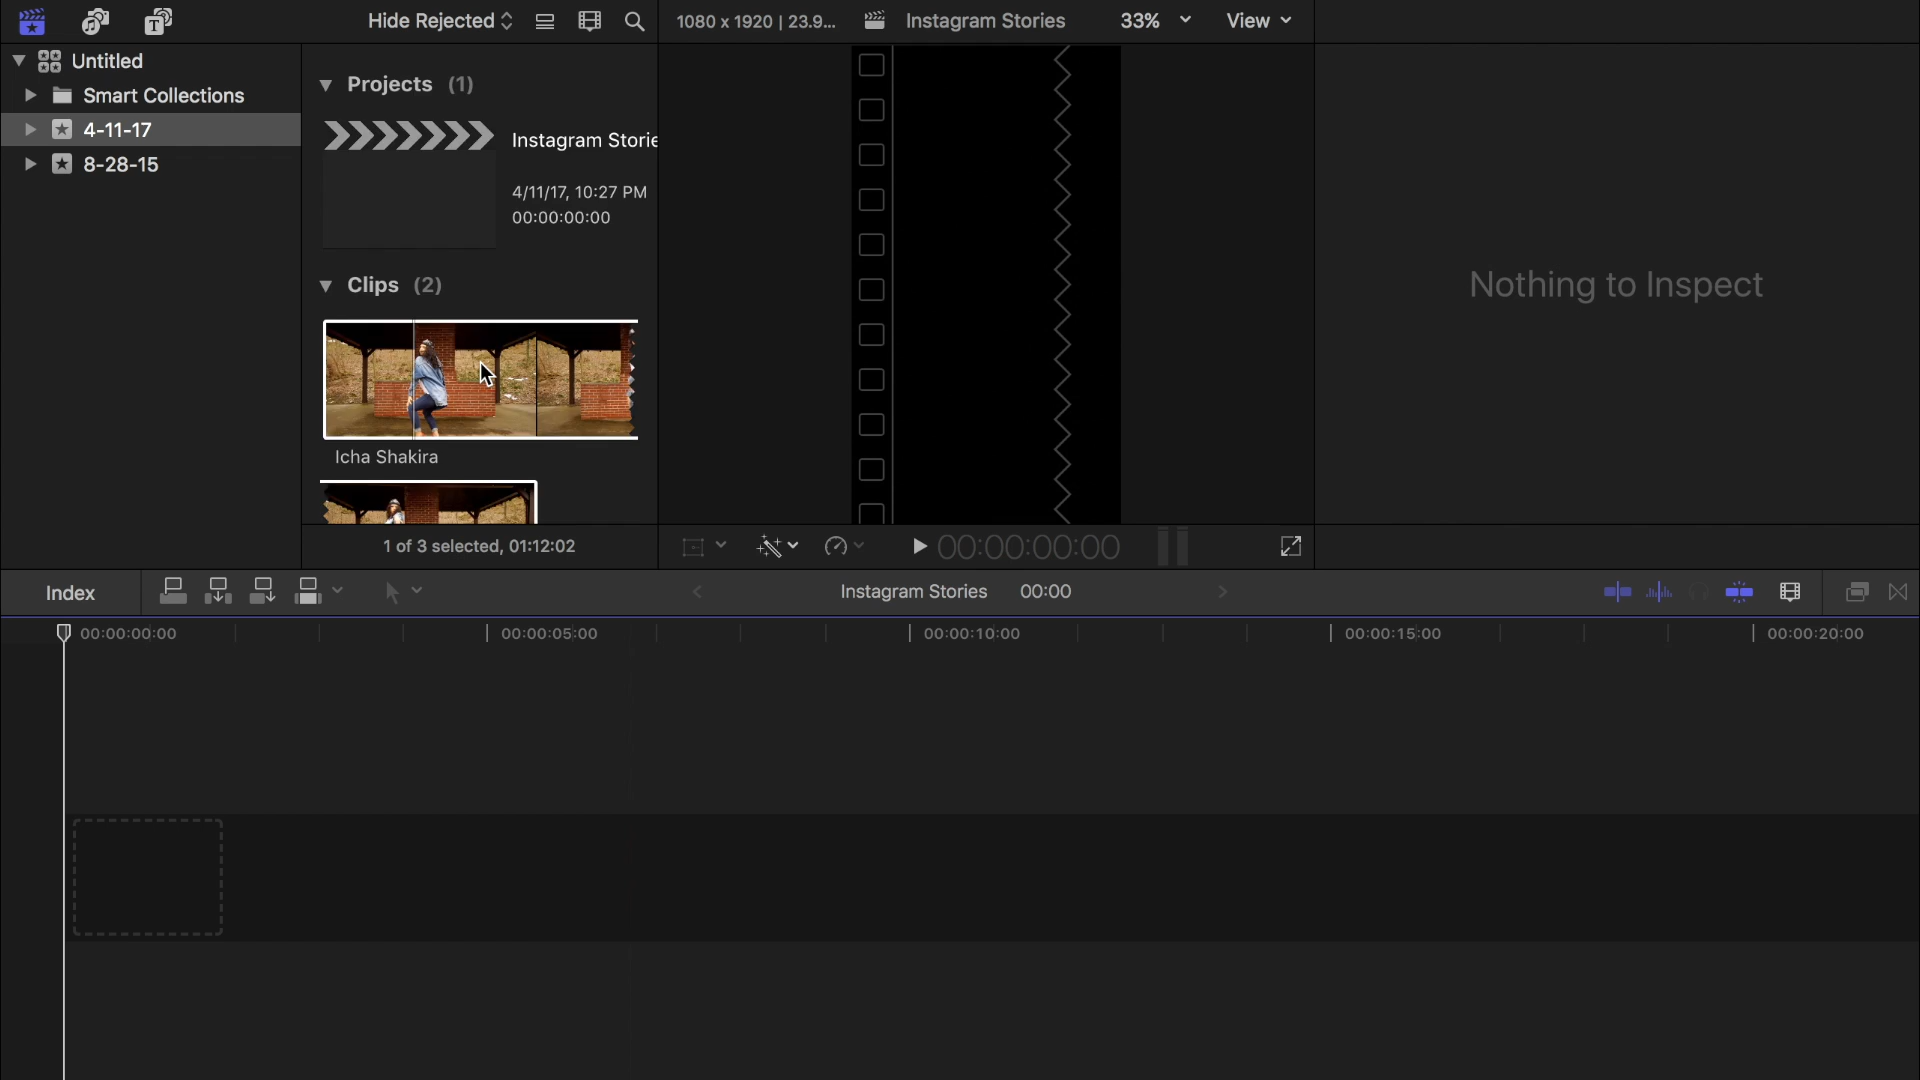 Hide Rejected
1080 x 1920 | 23.9...
Instagram Stories
33%
View
Untitled
Smart Collections
4-11-17
8-28-15
Projects (1)
Instagram Storie
4/11/17, 10:27 PM
00:00:00:00
Clips (2)
Icha Shakira
1 of 3 selected, 01:12:02
00:00:00:00
Nothing to Inspect
Index
Instagram Stories 00:00
00:00:00:00
00:00:05:00
00:00:10:00
00:00:15:00
00:00:20:00